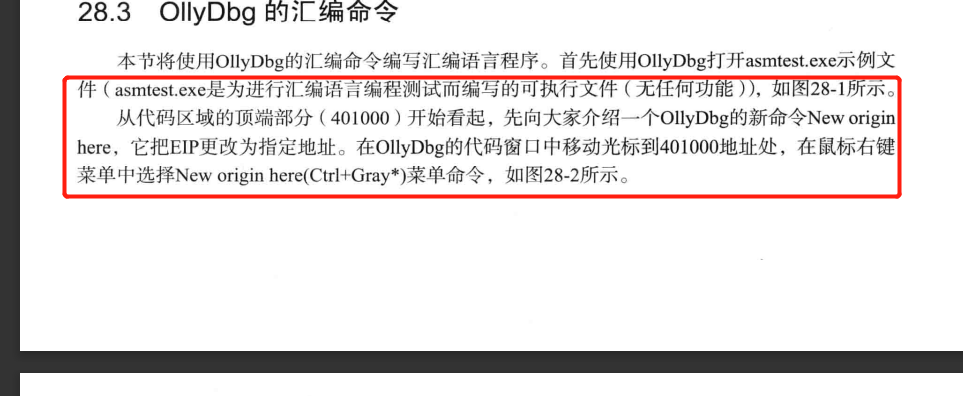 28.3 OllyDbg 的汇编命令
本节将使用OllyDbg的汇编命令编写汇编语言程序。首先使用OllyDbg打开asmtest.exe示例文
件（asmtest.exe是为进行汇编语言编程测试而编写的可执行文件（无任何功能）），如图28-1所示。
从代码区域的顶端部分（401000）开始看起，先向大家介绍一个OllyDbg的新命令New origin
here，它把EIP更改为指定地址。在OllyDbg的代码窗口中移动光标到401000地址处，在鼠标右键
菜单中选择New origin here(Ctrl+Gray*)菜单命令，如图28-2所示。